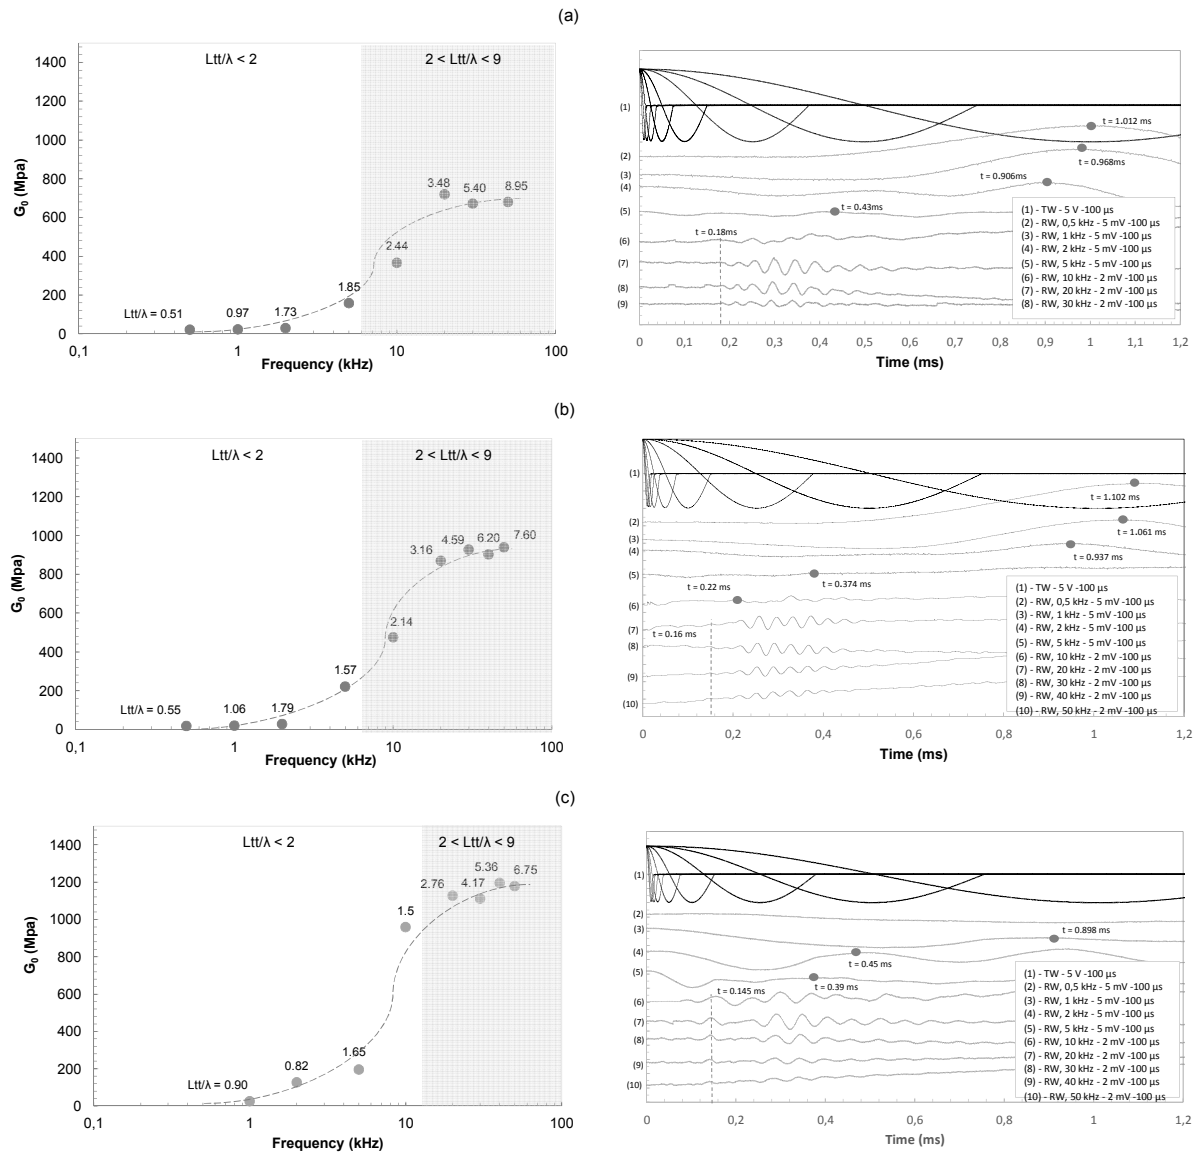 (a)
Ltt/λ < 2
2 < Ltt/λ < 9
1400
1200
1000
800
600
400
200
0
G0 (Mpa)
3.48
5.40
8.95
2.44
1.85
Ltt/λ = 0.51
0.97
1.73
0,1
1
10
100
Frequency (kHz)
(1)
t = 1.012 ms
(2)
t = 0.968ms
(3)
t = 0.906ms
(4)
(5)
t = 0.43ms
t = 0.18ms
(6)
(7)
(8)
(9)
(1) - TW - 5 V -100 µs
(2) - RW, 0,5 kHz - 5 mV -100 µs
(3) - RW, 1 kHz - 5 mV -100 µs
(4) - RW, 2 kHz - 5 mV -100 µs
(5) - RW, 5 kHz - 5 mV -100 µs
(6) - RW, 10 kHz - 2 mV -100 µs
(7) - RW, 20 kHz - 2 mV -100 µs
(8) - RW, 30 kHz - 2 mV -100 µs
0
0,1
0,2
0,3
0,4
0,5
0,6
0,7
0,8
0,9
1
1,1
1,2
Time (ms)
(b)
Ltt/λ < 2
2 < Ltt/λ < 9
1400
1200
1000
800
600
400
200
0
G0 (Mpa)
3.16
4.59
6.20
7.60
2.14
1.57
Ltt/λ = 0.55
1.06
1.79
0,1
1
10
100
Frequency (kHz)
(1)
t = 1.102 ms
(2)
t = 1.061 ms
(3)
(4)
t = 0.937 ms
(5)
t = 0.374 ms
t = 0.22 ms
(6)
(7)
t = 0.16 ms
(8)
(9)
(10)
(1) - TW - 5 V -100 µs
(2) - RW, 0,5 kHz - 5 mV -100 µs
(3) - RW, 1 kHz - 5 mV -100 µs
(4) - RW, 2 kHz - 5 mV -100 µs
(5) - RW, 5 kHz - 5 mV -100 µs
(6) - RW, 10 kHz - 2 mV -100 µs
(7) - RW, 20 kHz - 2 mV -100 µs
(8) - RW, 30 kHz - 2 mV -100 µs
(9) - RW, 40 kHz - 2 mV -100 µs
(10) - RW, 50 kHz - 2 mV -100 µs
0
0,2
0,4
0,6
0,8
1
1,2
Time (ms)
(c)
Ltt/λ < 2
2 < Ltt/λ < 9
1400
1200
1000
800
600
400
200
0
G0 (Mpa)
2.76
4.17
5.36
6.75
1.5
1.65
0.82
Ltt/λ = 0.90
0,1
1
10
100
Frequency (kHz)
(1)
(2)
(3)
t = 0.898 ms
(4)
t = 0.45 ms
(5)
t = 0.39 ms
t = 0.145 ms
(6)
(7)
(8)
(9)
(10)
(1) - TW - 5 V -100 µs
(2) - RW, 0,5 kHz - 5 mV -100 µs
(3) - RW, 1 kHz - 5 mV -100 µs
(4) - RW, 2 kHz - 5 mV -100 µs
(5) - RW, 5 kHz - 5 mV -100 µs
(6) - RW, 10 kHz - 2 mV -100 µs
(7) - RW, 20 kHz - 2 mV -100 µs
(8) - RW, 30 kHz - 2 mV -100 µs
(9) - RW, 40 kHz - 2 mV -100 µs
(10) - RW, 50 kHz - 2 mV -100 µs
0
0,2
0,4
0,6
0,8
1
1,2
Time (ms)